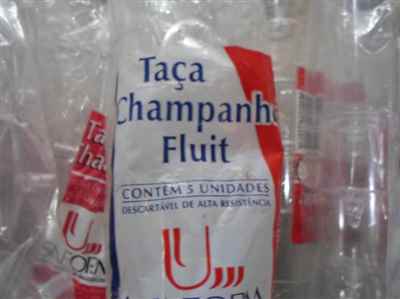 Taça
Champanhe
Fluit
CONTÉM 5 UNIDADES
DESCARTÁVEL DE ALTA RESISTÊNCIA